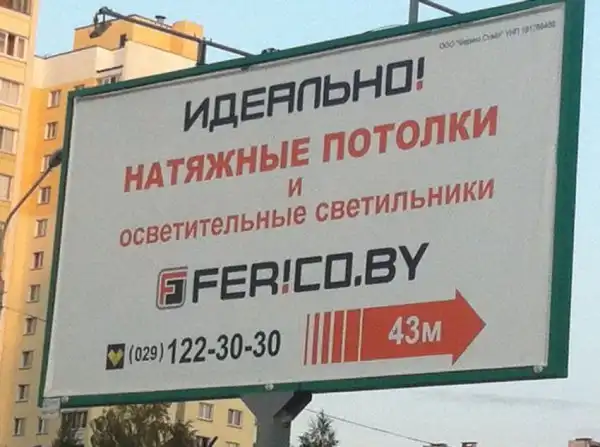 ИДЕАЛЬНО!
НАТЯЖНЫЕ ПОТОЛКИ
И
ОСВЕТИТЕЛЬНЫЕ СВЕТИЛЬНИКИ
FER!CO.BY
(029) 122-30-30
43м